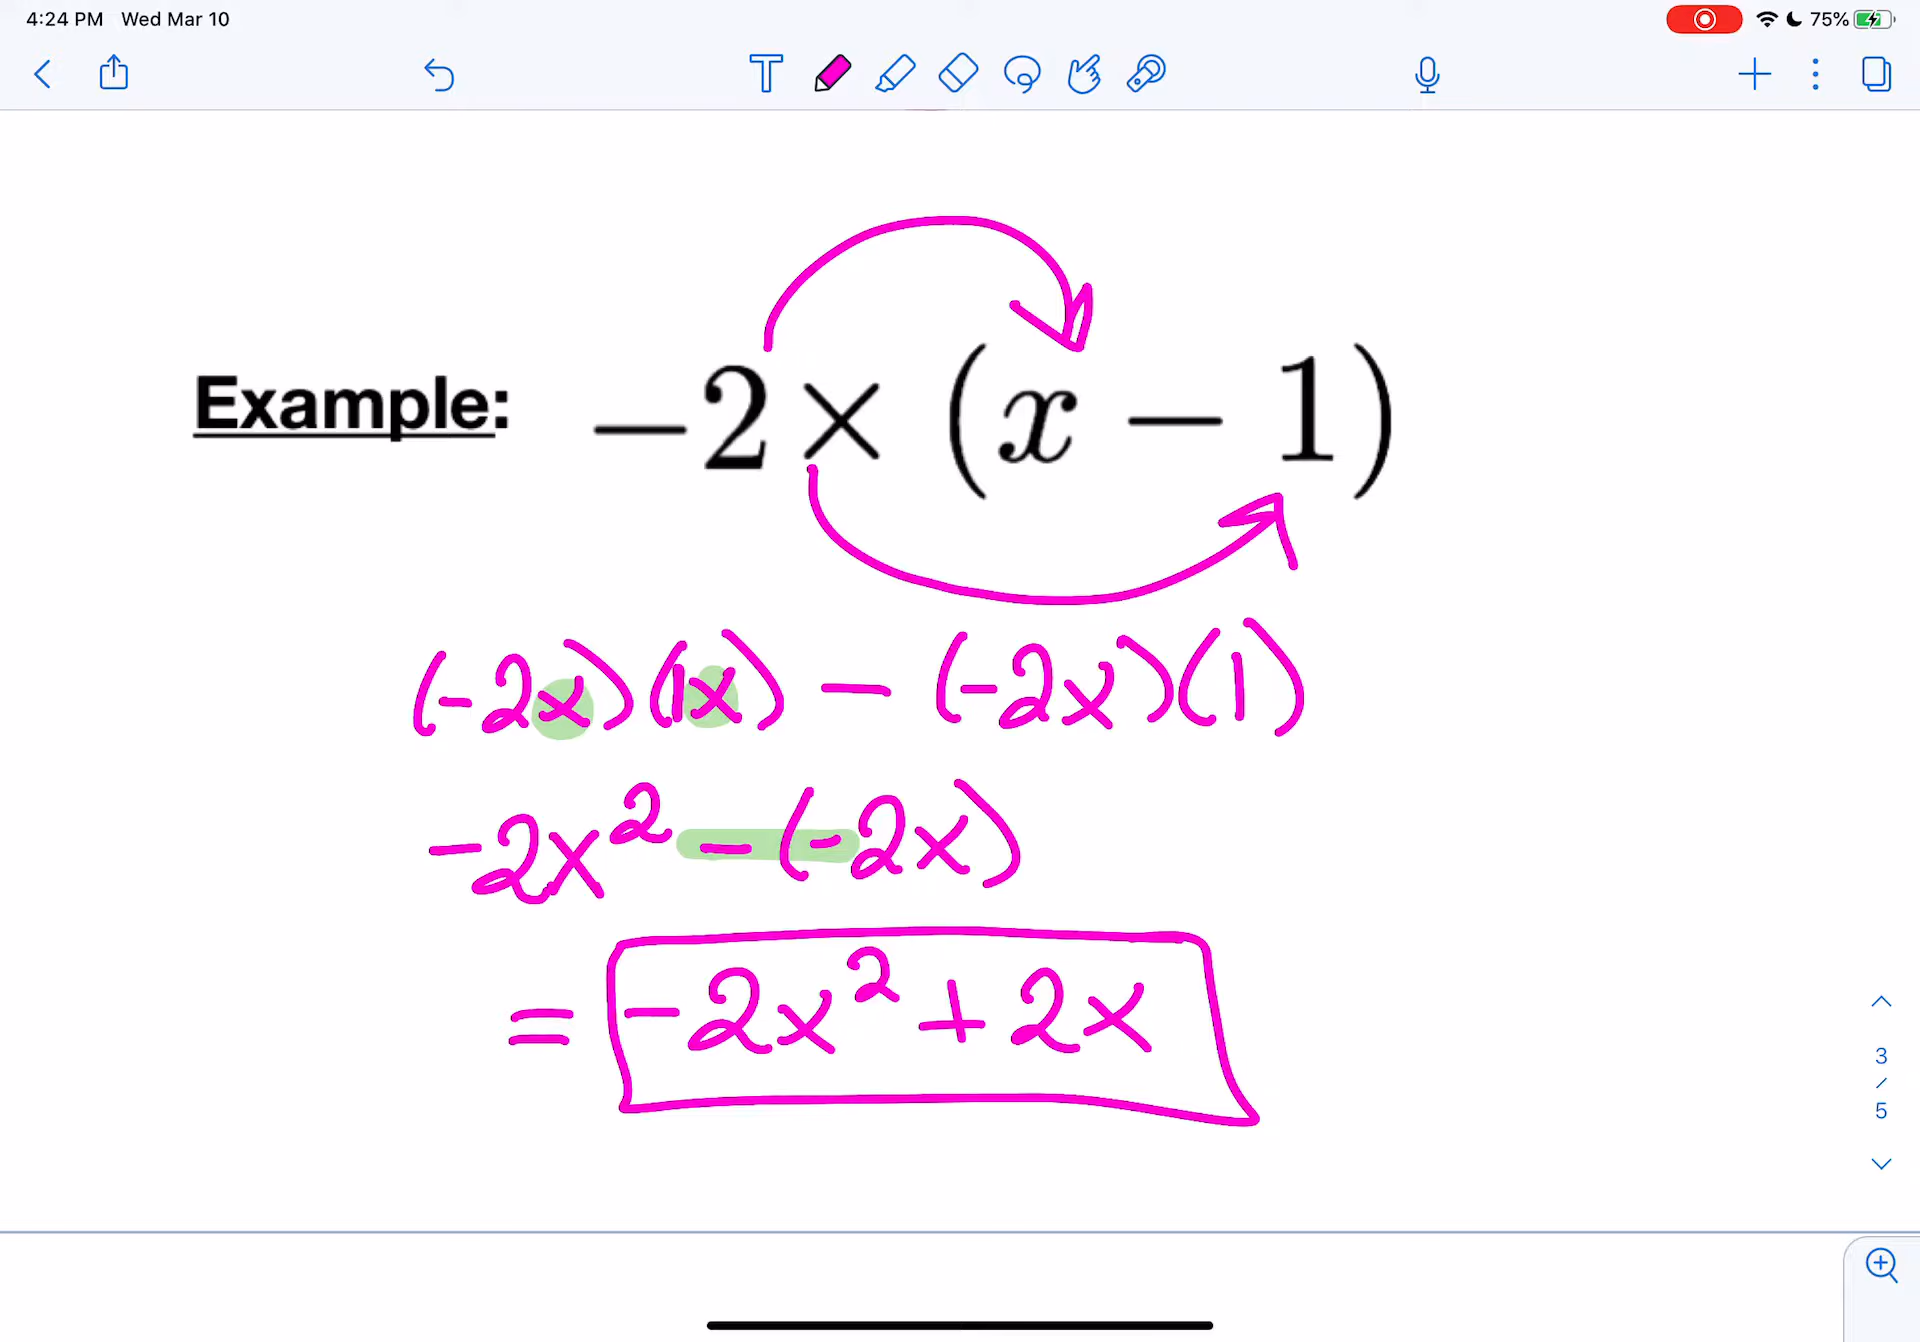 4:24 PM Wed Mar 10
75%
T
Example: −2× (x − 1)
(-2x)(1x) - (-2x)(1)
-2x² - (-2x)
= -2x² + 2x
3
/
5